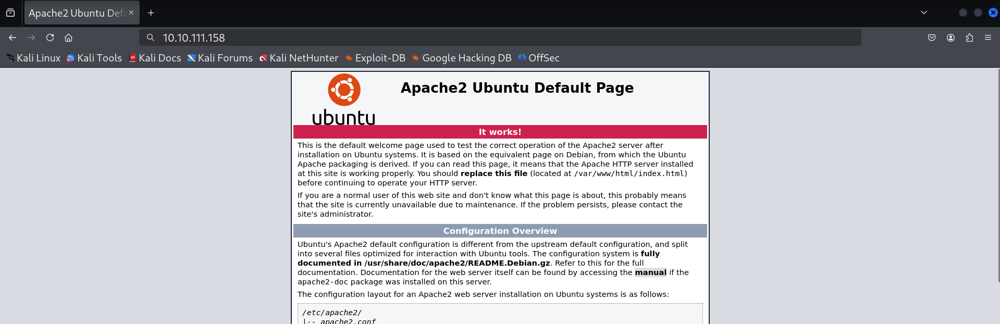 Apache2 Ubuntu Def
10.10.111.158
Kali Linux Kali Tools Kali Docs Kali Forums Kali NetHunter Exploit-DB Google Hacking DB OffSec
ubuntu
Apache2 Ubuntu Default Page
It works!
This is the default welcome page used to test the correct operation of the Apache2 server after
installation on Ubuntu systems. It is based on the equivalent page on Debian, from which the Ubuntu
Apache packaging is derived. If you can read this page, it means that the Apache HTTP server installed
at this site is working properly. You should replace this file (located at /var/www/html/index.html)
before continuing to operate your HTTP server.
If you are a normal user of this web site and don't know what this page is about, this probably means
that the site is currently unavailable due to maintenance. If the problem persists, please contact the
site's administrator.
Configuration Overview
Ubuntu's Apache2 default configuration is different from the upstream default configuration, and split
into several files optimized for interaction with Ubuntu tools. The configuration system is fully
documented in /usr/share/doc/apache2/README.Debian.gz. Refer to this for the full
documentation. Documentation for the web server itself can be found by accessing the manual if the
apache2-doc package was installed on this server.
The configuration layout for an Apache2 web server installation on Ubuntu systems is as follows:
/etc/apache2/
|-- apache2.conf